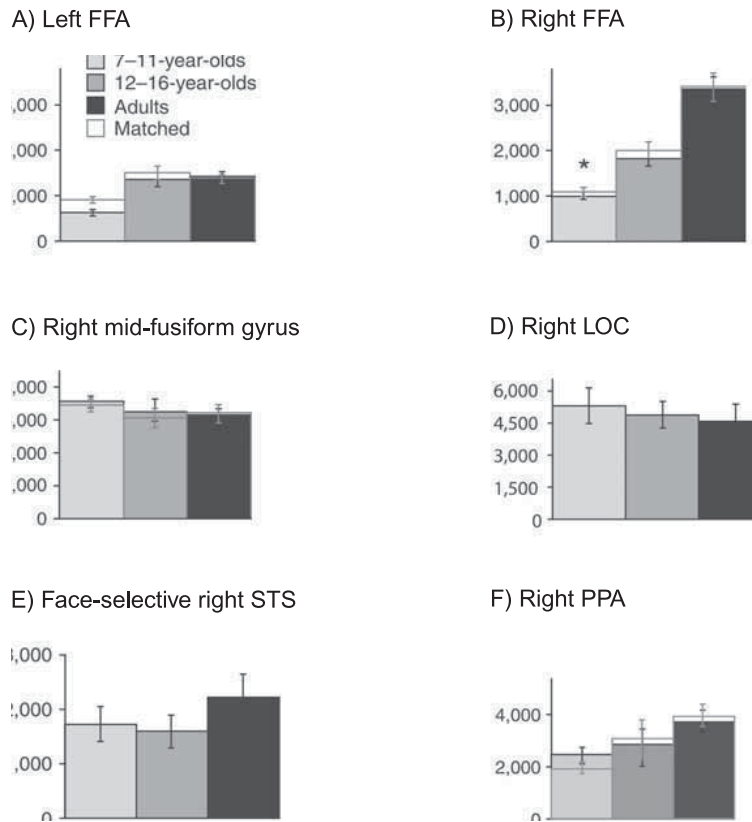 A) Left FFA
7–11-year-olds
12–16-year-olds
Adults
Matched
,000
,000
,000
0
B) Right FFA
3,000
2,000
1,000
0
*
C) Right mid-fusiform gyrus
,000
,000
,000
,000
0
D) Right LOC
6,000
4,500
3,000
1,500
0
E) Face-selective right STS
3,000
2,000
,000
0
F) Right PPA
4,000
2,000
0